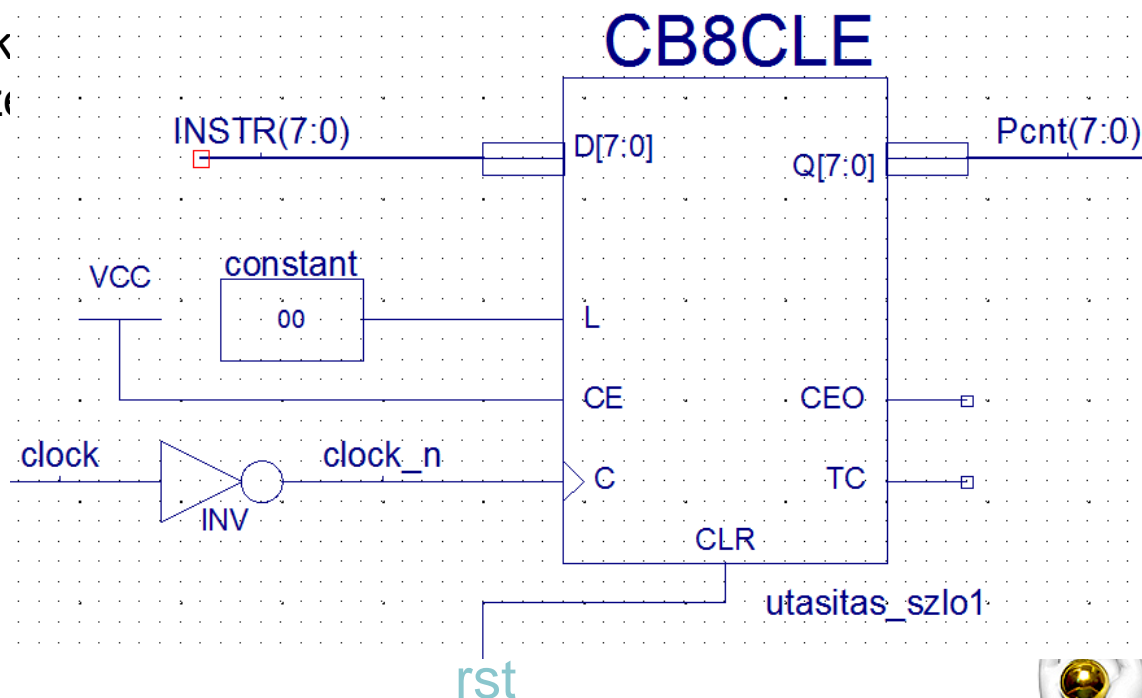 CB8CLE
INSTR(7:0)
D[7:0]
Q[7:0]
Pcnt(7:0)
VCC
constant
00
L
CE
CEO
clock
INV
clock_n
C
TC
CLR
utasitas_szlo1
rst